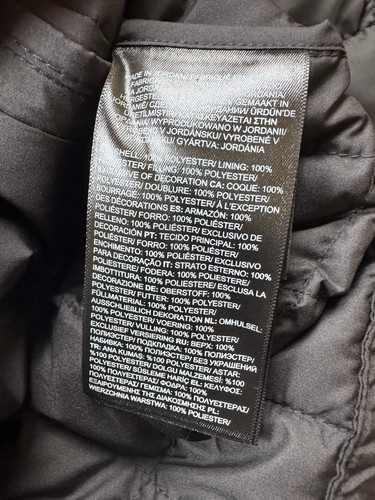 MADE IN JORDAN/ FABRIQUÉ EN
FABRICADO
EN JORDANIA/
HERGESTELLT GEMAAKT IN
JORDANIË/ ÜRDÜN'DE
ÜRETİLMİŞTİR/ ΚΑΤΑΣΚΕΥΑΖΕΤΑΙ ΣΤΗΝ
WYPRODUKOWANO W JORDANII/
VYROBENO V JORDÁNSKU/ VYROBENÉ V
JORDÁNSKU/ GYÁRTVA: JORDÁNIA
SHELL: 100% POLYESTER/ LINING: 100%
POLYESTER/ FILLING: 100% POLYESTER/
EXCLUSIVE OF DECORATION CA: COQUE: 100%
POLYESTER/ DOUBLURE: 100% POLYESTER/
BOURRAGE: 100% POLYESTER/ À L'EXCEPTION
DES DÉCORATIONS ES: ARMAZÓN: 100%
POLIÉSTER/ FORRO: 100% POLIÉSTER/
RELLENO: 100% POLIÉSTER/ EXCLUSIVO DE
DECORACIÓN PT: TECIDO PRINCIPAL: 100%
POLIÉSTER/ FORRO: 100% POLIÉSTER/
ENCHIMENTO: 100% POLIÉSTER/ EXCLUSIVO
PARA DECORAÇÃO IT: STRATO ESTERNO: 100%
POLIESTERE/ FODERA: 100% POLIESTERE/
IMBOTTITURA: 100% POLIESTERE/ ESCLUSA LA
DECORAZIONE DE: OBERSTOFF: 100%
POLYESTER/ FUTTER: 100% POLYESTER/
FÜLLMATERIAL: 100% POLYESTER/
AUSSCHLIESSLICH DEKORATION NL: OMHULSEL:
100% POLYESTER/ VOERING: 100%
POLYESTER/ VULLING: 100% POLYESTER/
EXCLUSIEF VERSIERING RU: ВЕРХ: 100%
ПОЛИЭСТЕР/ ПОДКЛАДКА: 100% ПОЛИЭСТЕР/
НАБИВКА: 100% ПОЛИЭСТЕР/ БЕЗ УКРАШЕНИЙ
TR: ANA KUMAŞ: %100 POLYESTER/ ASTAR:
%100 POLYESTER/ DOLGU MALZEMESİ: %100
POLYESTER/ SÜSLEME HARİÇ EL: ΚΕΛΥΦΟΣ:
100% ΠΟΛΥΕΣΤΕΡΑΣ/ ΦΟΔΡΑ: 100%
ΠΟΛΥΕΣΤΕΡΑΣ/ ΓΕΜΙΣΜΑ: 100% ΠΟΛΥΕΣΤΕΡΑΣ/
ΕΞΑΙΡΟΥΜΕΝΗΣ ΤΗΣ ΔΙΑΚΟΣΜΗΣΗΣ PL:
WIERZCHNIA WARSTWA: 100% POLIESTER/